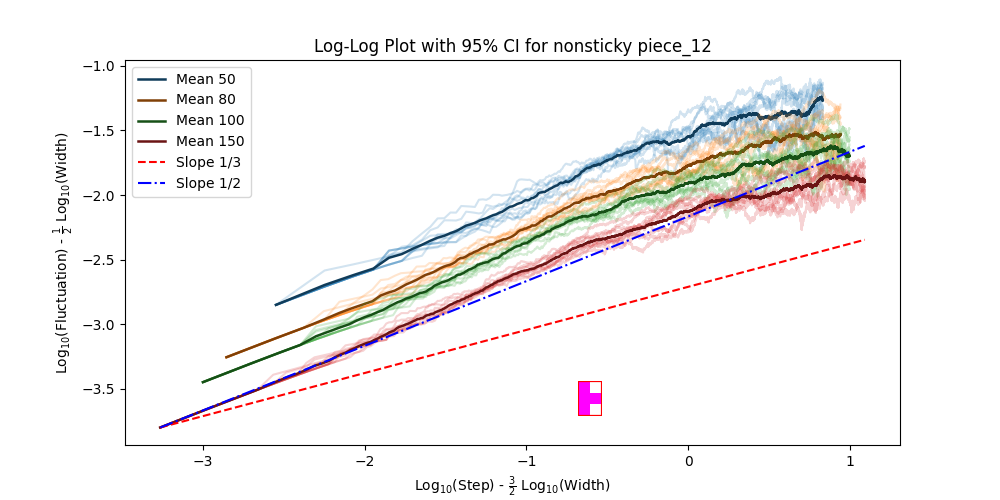 Log-Log Plot with 95% CI for nonsticky piece_12
Log₁₀(Fluctuation) - 1/2 Log₁₀(Width)
−1.0
−1.5
−2.0
−2.5
−3.0
−3.5
Mean 50
Mean 80
Mean 100
Mean 150
Slope 1/3
Slope 1/2
−3 −2 −1 0 1
Log₁₀(Step) - 3/2 Log₁₀(Width)